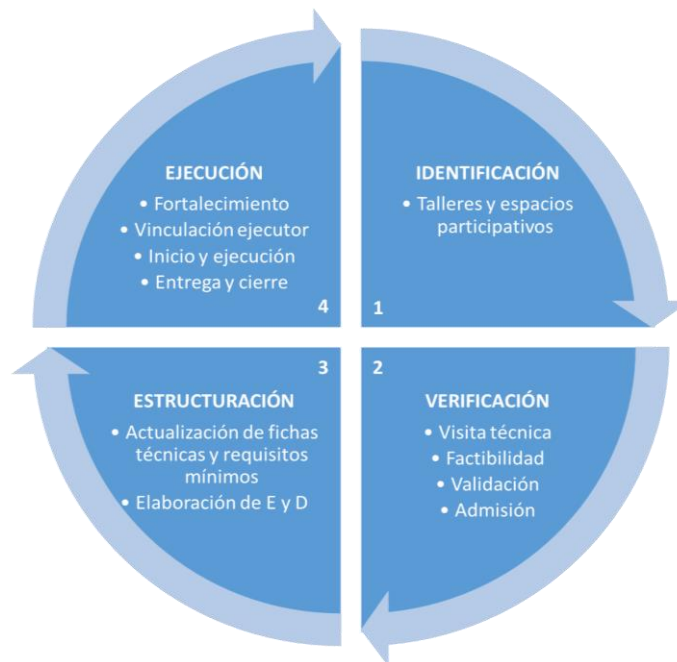 EJECUCIÓN
• Fortalecimiento
• Vinculación ejecutor
• Inicio y ejecución
• Entrega y cierre
4
IDENTIFICACIÓN
• Talleres y espacios
participativos
1
3
ESTRUCTURACIÓN
• Actualización de fichas
técnicas y requisitos
mínimos
• Elaboración de E y D
2
VERIFICACIÓN
• Visita técnica
• Factibilidad
• Validación
• Admisión